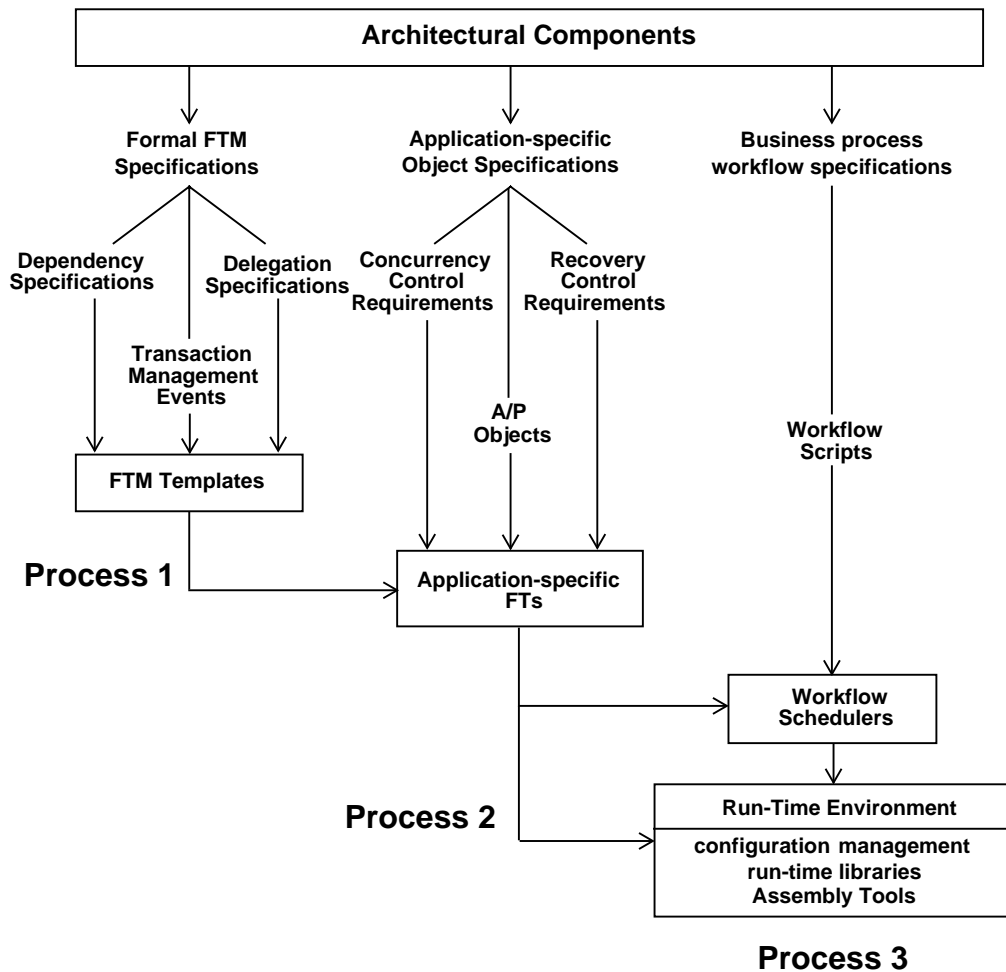 Architectural Components
Formal FTM
Specifications
Application-specific
Object Specifications
Business process
workflow specifications
Dependency
Specifications
Delegation
Specifications
Concurrency
Control
Requirements
Recovery
Control
Requirements
Transaction
Management
Events
A/P
Objects
Workflow
Scripts
FTM Templates
Process 1
Application-specific
FTs
Workflow
Schedulers
Process 2
Run-Time Environment
configuration management
run-time libraries
Assembly Tools
Process 3